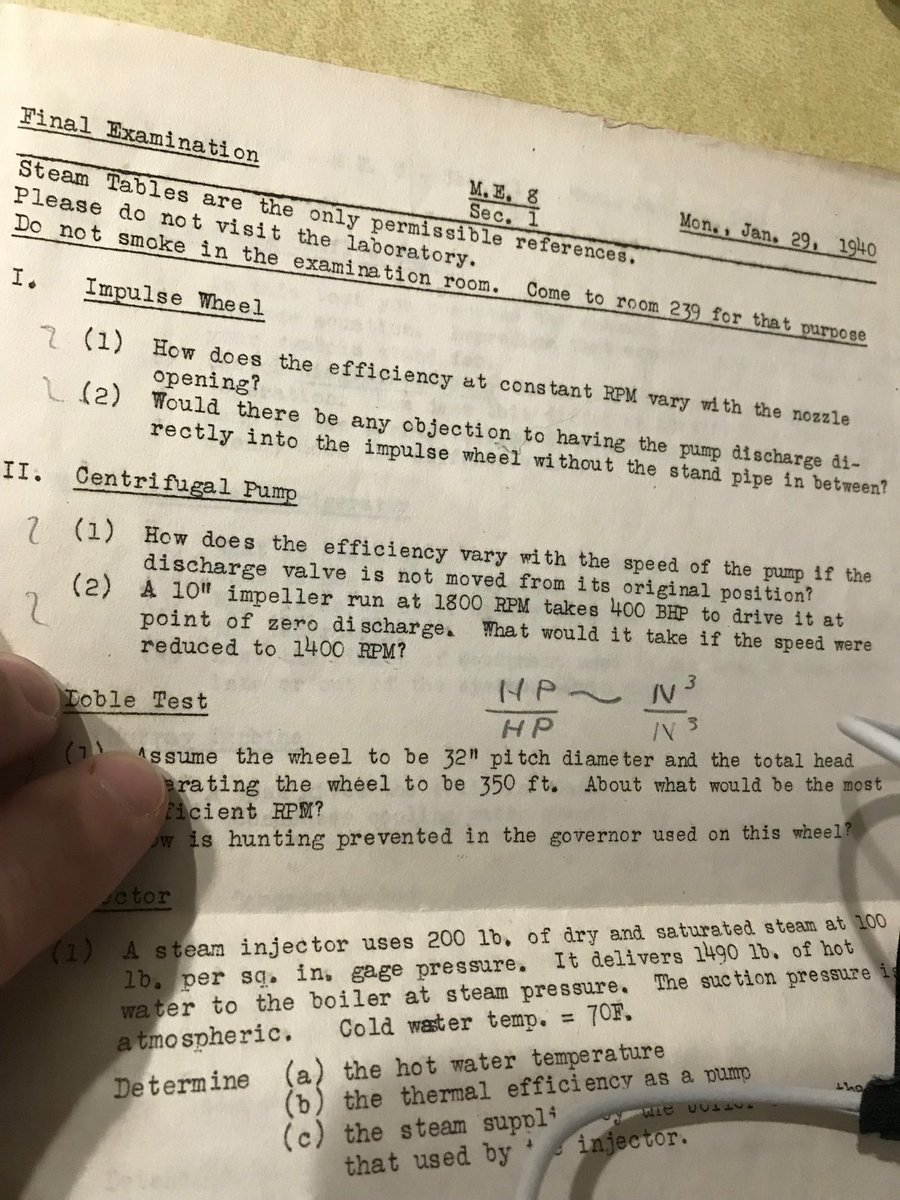 Final Examination
M.E. 8
Sec. 1
Mon., Jan. 29, 1940
Steam Tables are the only permissible references.
Please do not visit the laboratory.
Do not smoke in the examination room. Come to room 239 for that purpose
I. Impulse Wheel
(1) How does the efficiency at constant RPM vary with the nozzle
opening?
(2) Would there be any objection to having the pump discharge di-
rectly into the impulse wheel without the stand pipe in between?
II. Centrifugal Pump
(1) How does the efficiency vary with the speed of the pump if the
discharge valve is not moved from its original position?
(2) A 10" impeller run at 1800 RPM takes 400 BHP to drive it at
point of zero discharge. What would it take if the speed were
reduced to 1400 RPM?
HP ~ N³
HP N³
Doble Test
(1) Assume the wheel to be 32" pitch diameter and the total head
erating the wheel to be 350 ft. About what would be the most
ficient RPM?
ow is hunting prevented in the governor used on this wheel?
ector
(1) A steam injector uses 200 lb. of dry and saturated steam at 100
lb. per sq. in. gage pressure. It delivers 1490 lb. of hot
water to the boiler at steam pressure. The suction pressure is
atmospheric. Cold water temp. = 70F.
Determine (a) the hot water temperature
(b) the thermal efficiency as a pump
(c) the steam suppli by the
that used by injector.